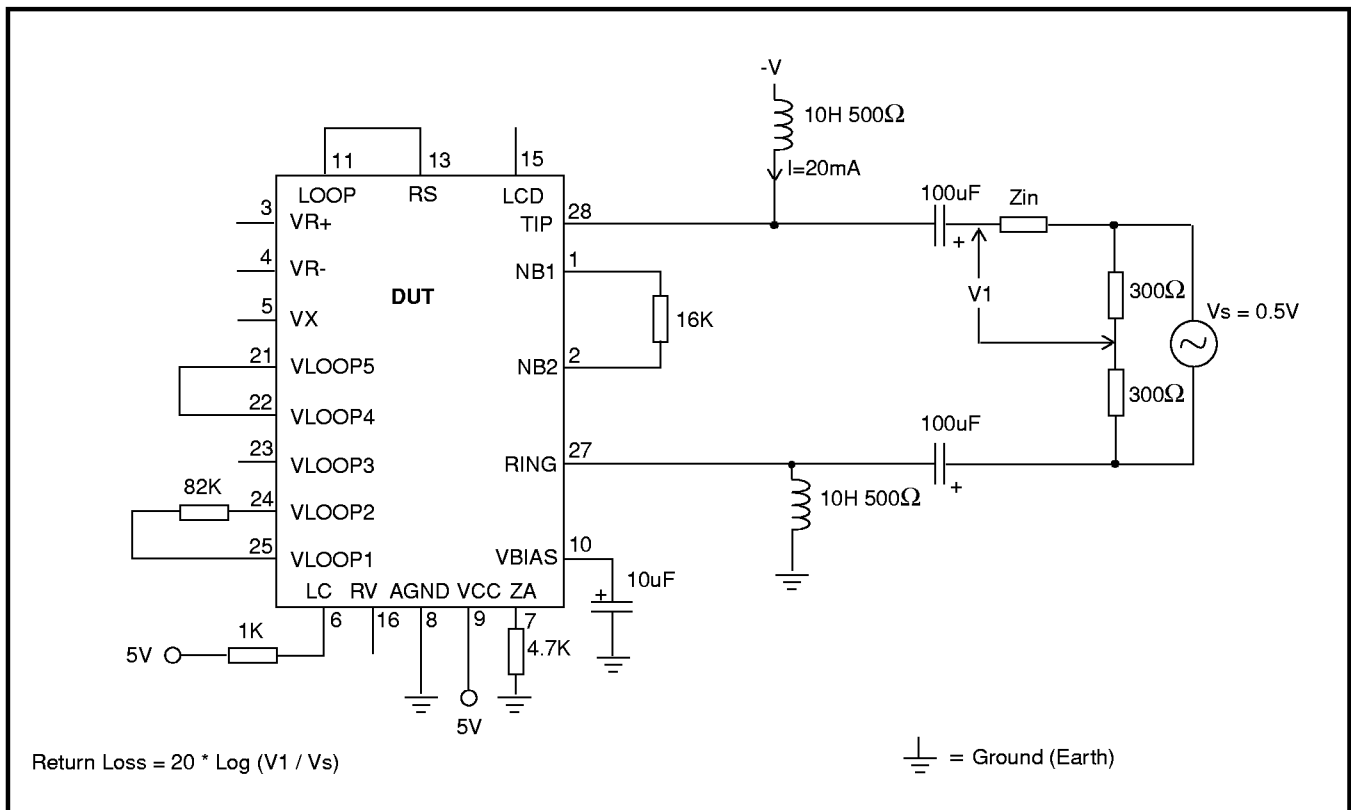 -V
10H 500Ω
I=20mA
11
13
15
LOOP
RS
LCD
3
VR+
TIP
28
100uF
+
Zin
4
VR-
NB1
1
DUT
5
VX
16K
V1
300Ω
Vs = 0.5V
21
VLOOP5
NB2
2
22
VLOOP4
300Ω
23
VLOOP3
RING
27
100uF
+
82K
24
VLOOP2
10H 500Ω
25
VLOOP1
VBIAS
10
10uF
+
LC
RV
AGND
VCC
ZA
6
16
8
9
7
1K
5V
4.7K
5V
Return Loss = 20 * Log (V1 / Vs)
= Ground (Earth)